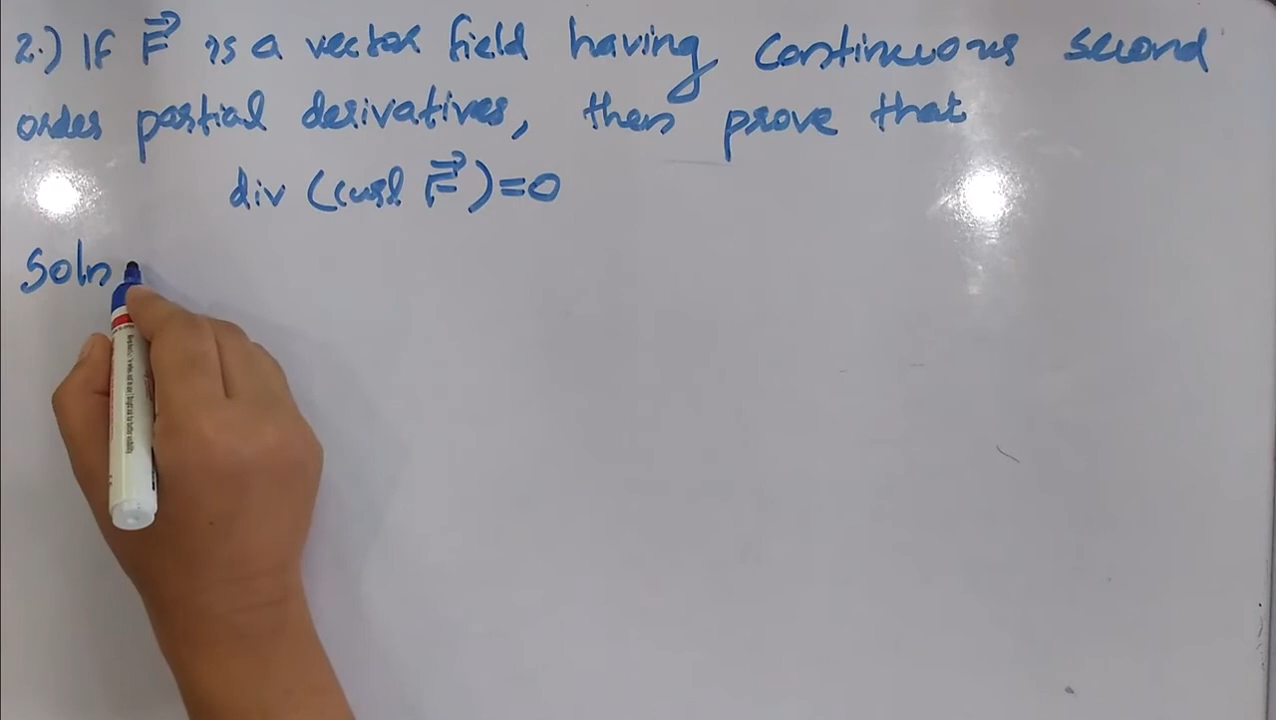 2.) If F⃗ is a vector field having continuous second
order partial derivatives, then prove that
div (curl F⃗)=0
Soln